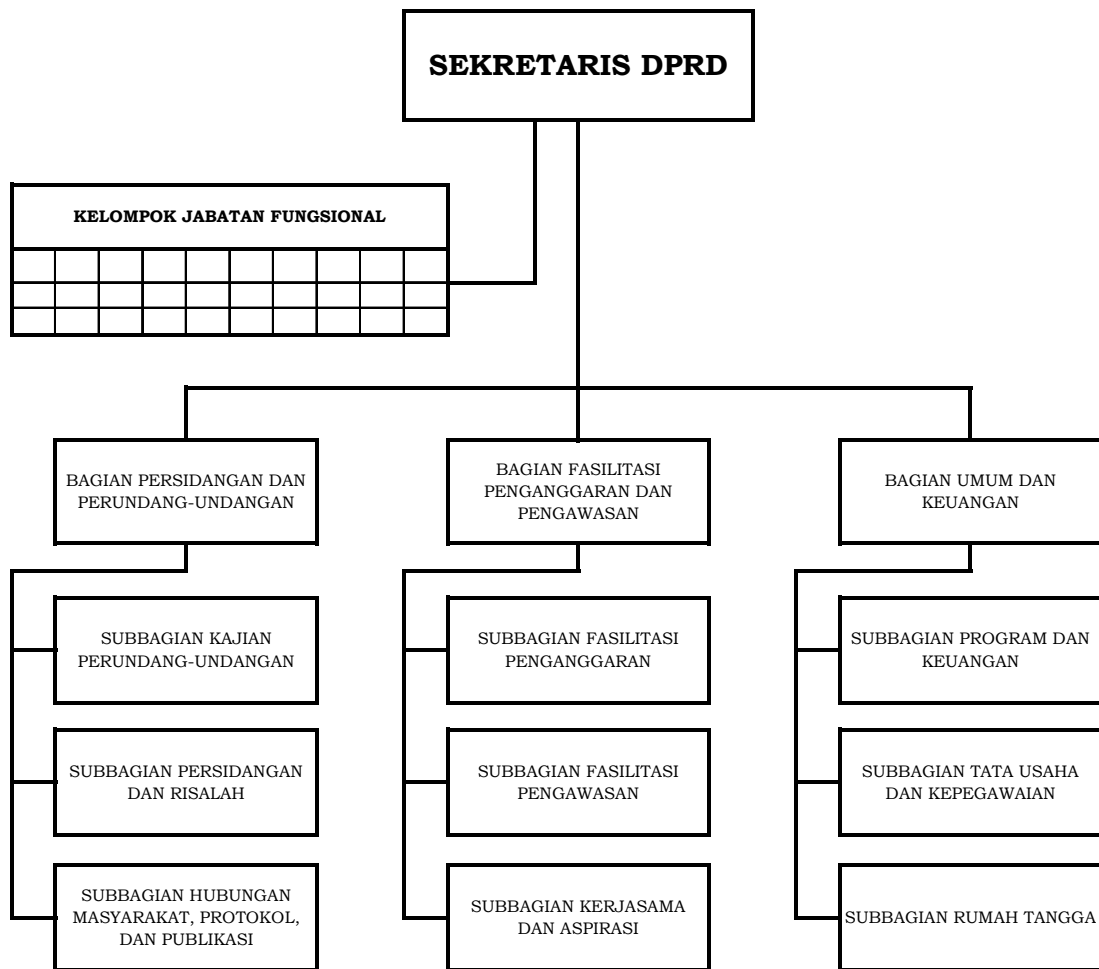 SEKRETARIS DPRD
KELOMPOK JABATAN FUNGSIONAL
BAGIAN PERSIDANGAN DAN
PERUNDANG-UNDANGAN
BAGIAN FASILITASI
PENGANGGARAN DAN
PENGAWASAN
BAGIAN UMUM DAN
KEUANGAN
SUBBAGIAN KAJIAN
PERUNDANG-UNDANGAN
SUBBAGIAN FASILITASI
PENGANGGARAN
SUBBAGIAN PROGRAM DAN
KEUANGAN
SUBBAGIAN PERSIDANGAN
DAN RISALAH
SUBBAGIAN FASILITASI
PENGAWASAN
SUBBAGIAN TATA USAHA
DAN KEPEGAWAIAN
SUBBAGIAN HUBUNGAN
MASYARAKAT, PROTOKOL,
DAN PUBLIKASI
SUBBAGIAN KERJASAMA
DAN ASPIRASI
SUBBAGIAN RUMAH TANGGA